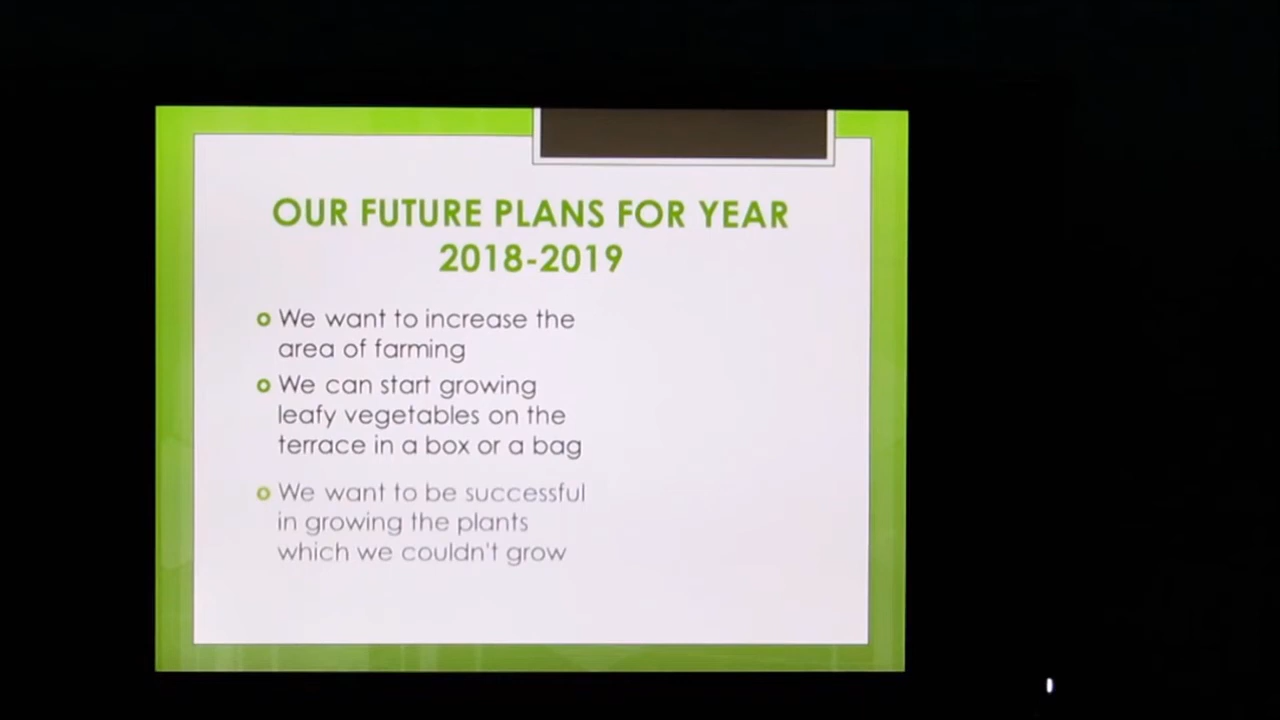 OUR FUTURE PLANS FOR YEAR
2018-2019
We want to increase the
area of farming
We can start growing
leafy vegetables on the
terrace in a box or a bag
We want to be successful
in growing the plants
which we couldn't grow